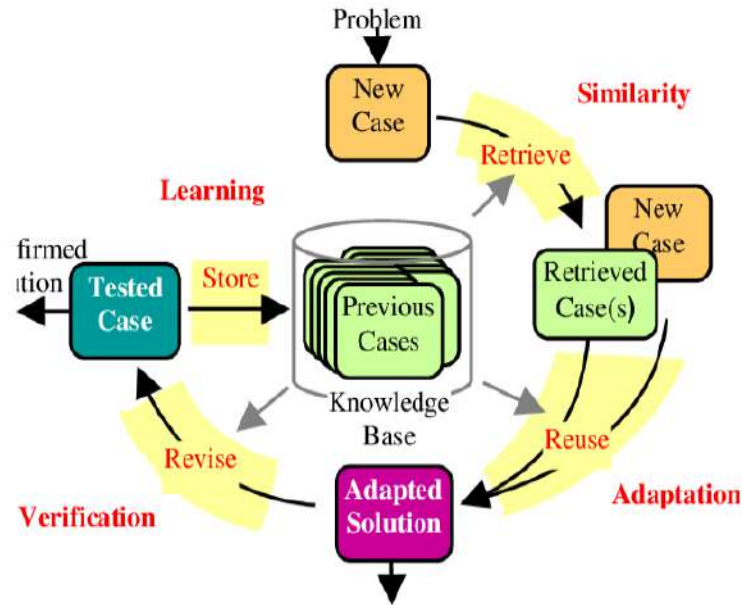 Problem
New
Case
Similarity
Retrieve
Learning
New
Case
firmed
ution
Tested
Case
Store
Retrieved
Case(s)
Previous
Cases
Knowledge
Base
Revise
Reuse
Verification
Adapted
Solution
Adaptation